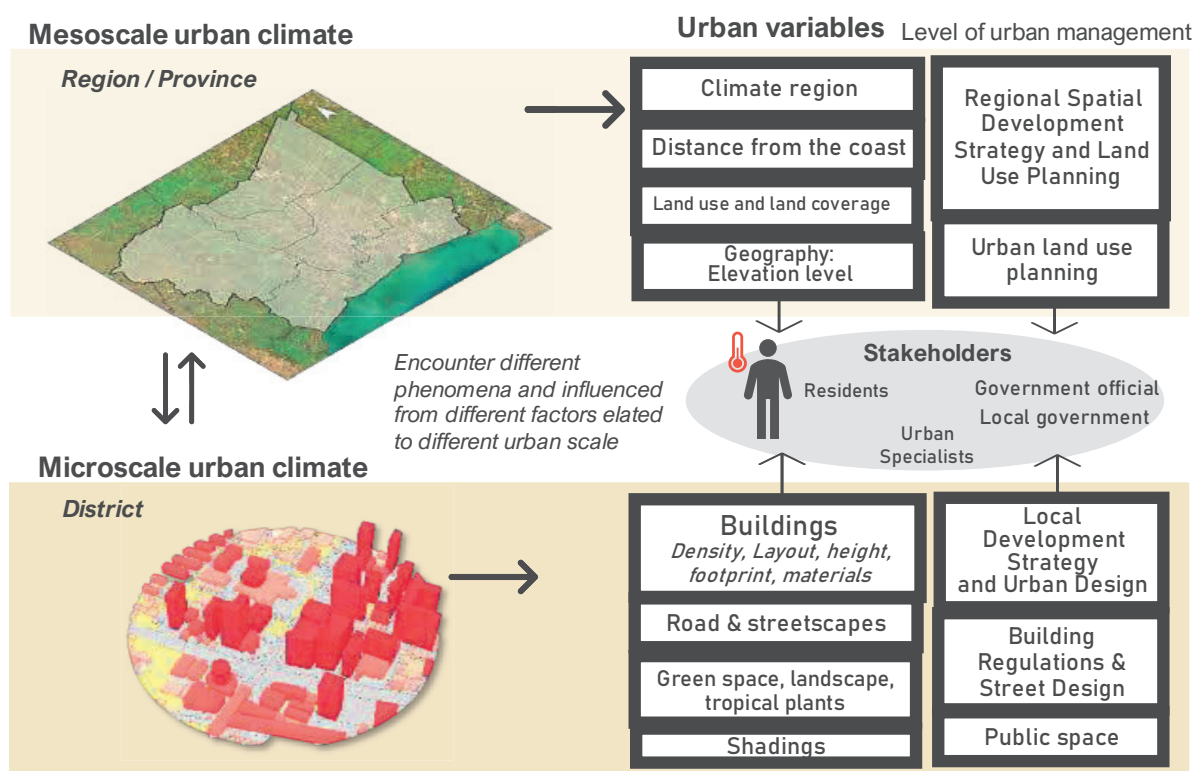 Mesoscale urban climate
Urban variables
Level of urban management
Region / Province
Climate region
Distance from the coast
Land use and land coverage
Geography:
Elevation level
Regional Spatial
Development
Strategy and Land
Use Planning
Urban land use
planning
Encounter different
phenomena and influenced
from different factors elated
to different urban scale
Stakeholders
Residents
Government official
Local government
Urban
Specialists
Microscale urban climate
District
Buildings
Density, Layout, height,
footprint, materials
Road & streetscapes
Green space, landscape,
tropical plants
Shadings
Local
Development
Strategy
and Urban Design
Building
Regulations &
Street Design
Public space